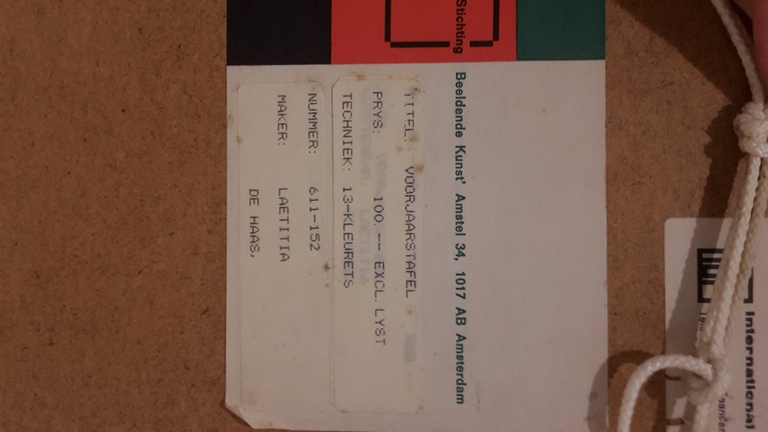 Stichting Beeldende Kunst' Amstel 34, 1017 AB Amsterdam
TITEL: VOORJAARSTAFEL
PRYS: 100.-- EXCL. LYST
TECHNIEK: 13-KLEURETS
NUMMER: 611-152
MAKER: LAETITIA
DE HAAS,
International